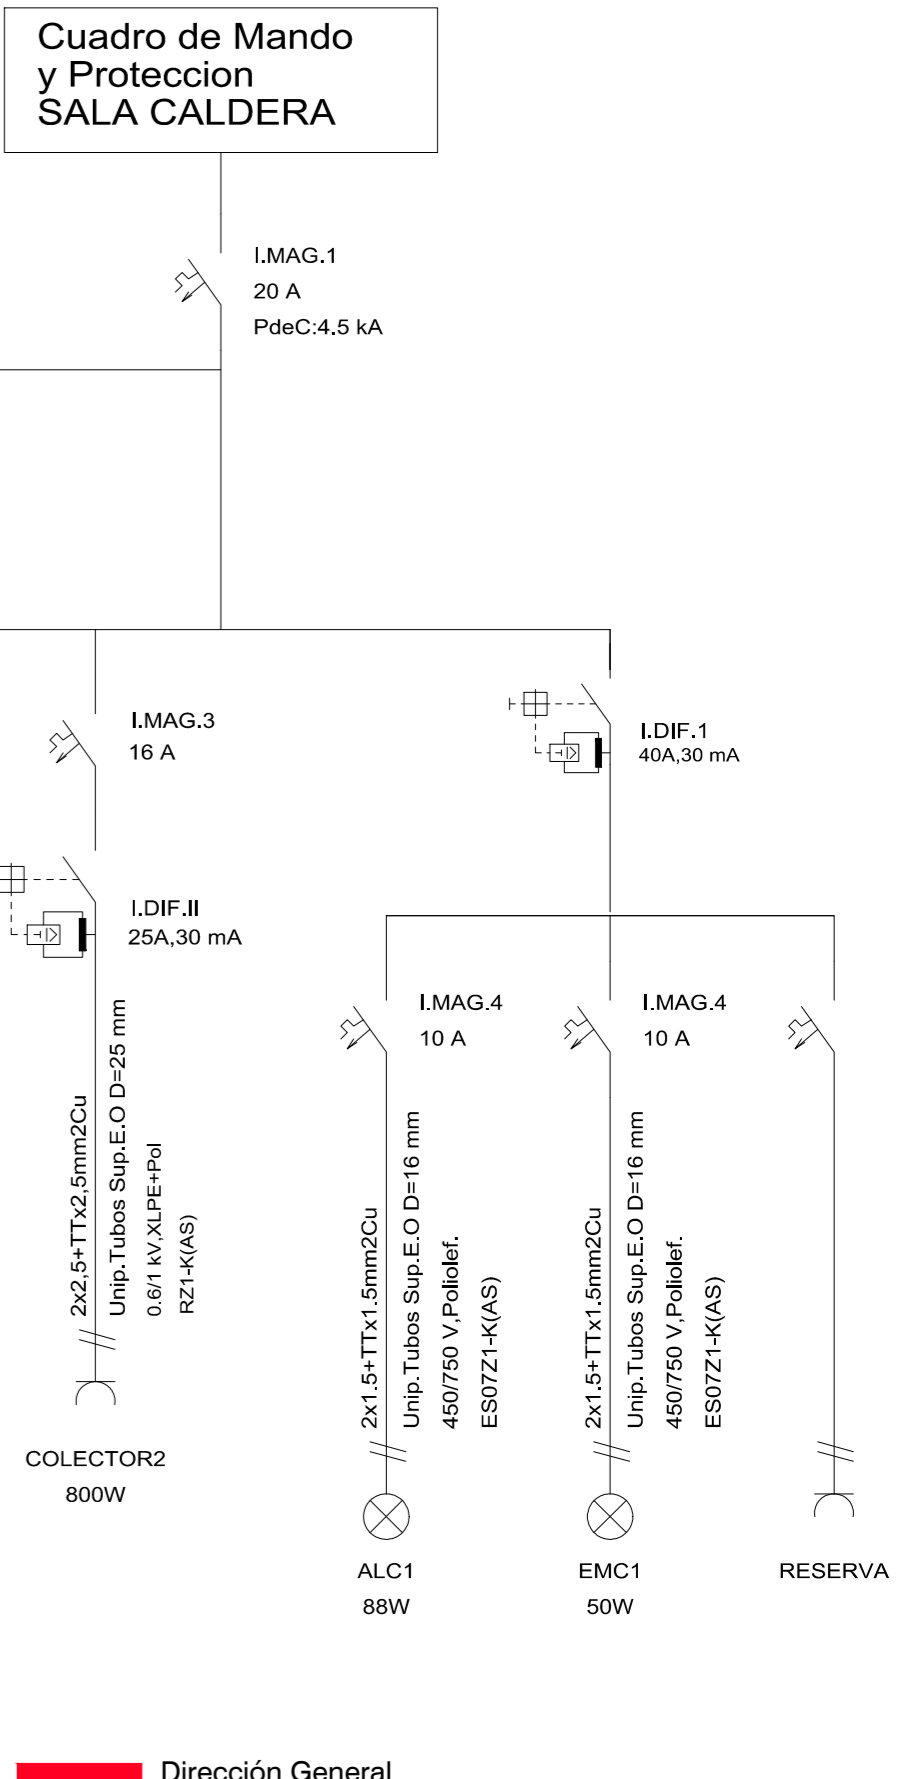 Cuadro de Mando
y Proteccion
SALA CALDERA
I.MAG.1
20 A
PdeC:4.5 kA
I.MAG.3
16 A
I.DIF.1
40A,30 mA
I.DIF.II
25A,30 mA
I.MAG.4
10 A
I.MAG.4
10 A
2x2,5+TTx2,5mm2Cu
Unip.Tubos Sup.E.O D=25 mm
0.6/1 kV,XLPE+Pol
RZ1-K(AS)
2x1.5+TTx1.5mm2Cu
Unip.Tubos Sup.E.O D=16 mm
450/750 V,Poliolef.
ES07Z1-K(AS)
2x1.5+TTx1.5mm2Cu
Unip.Tubos Sup.E.O D=16 mm
450/750 V,Poliolef.
ES07Z1-K(AS)
COLECTOR2
800W
ALC1
88W
EMC1
50W
RESERVA
Dirección General